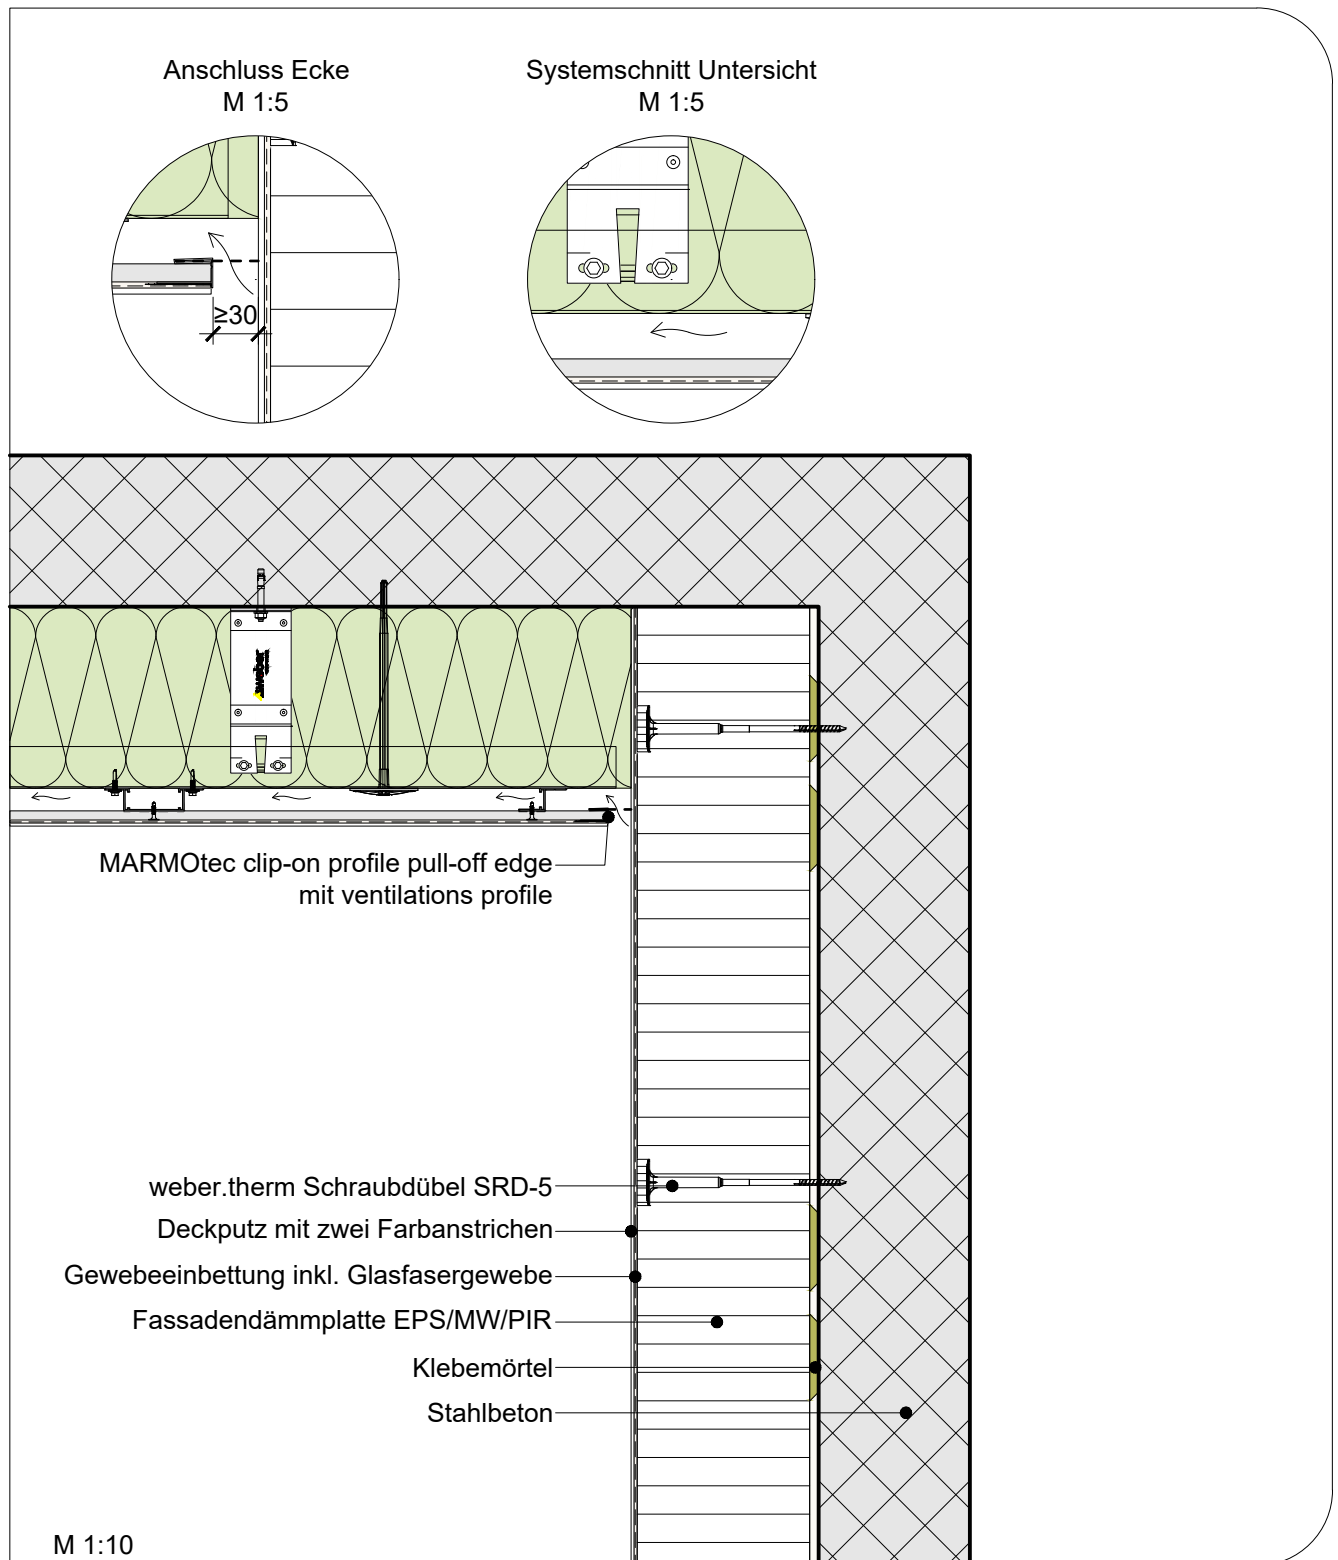 Anschluss Ecke
M 1:5
Systemschnitt Untersicht
M 1:5
≥30
weber
MARMOtec clip-on profile pull-off edge
mit ventilations profile
weber.therm Schraubdübel SRD-5
Deckputz mit zwei Farbanstrichen
Gewebeeinbettung inkl. Glasfasergewebe
Fassadendämmplatte EPS/MW/PIR
Klebemörtel
Stahlbeton
M 1:10